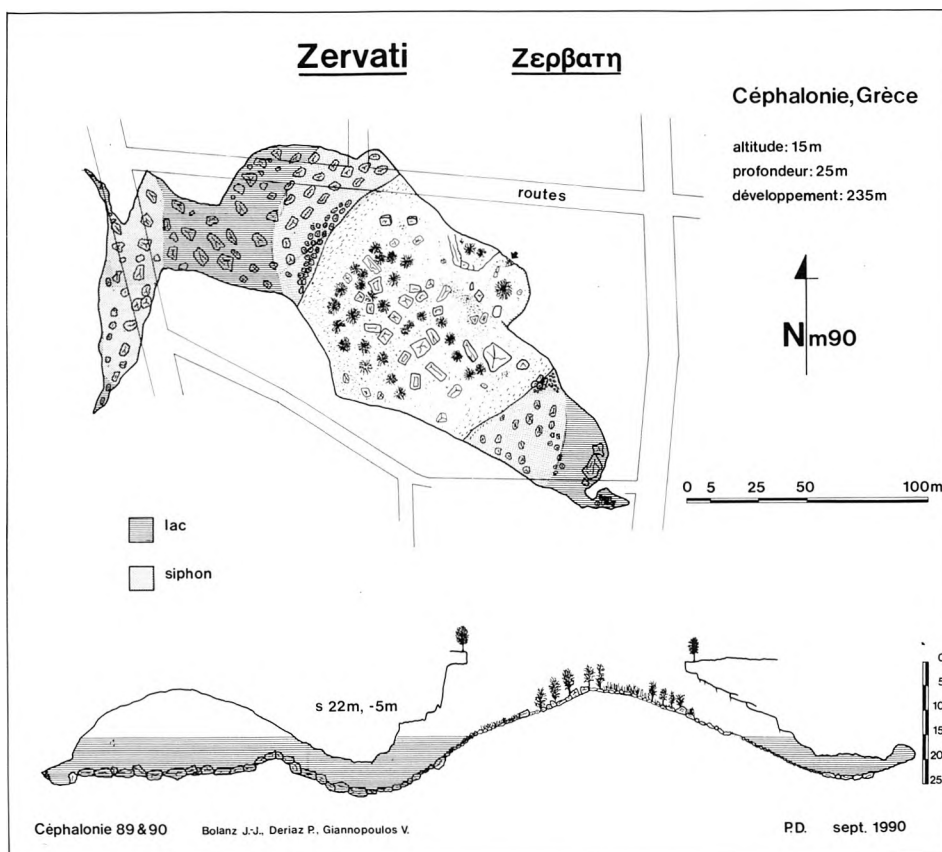 Zervati Ζερβατη
Céphalonie, Grèce
altitude: 15m
profondeur: 25m
développement: 235m
routes
Nm90
0 5 25 50 100m
lac
siphon
s 22m, -5m
0
5
10
15
20
25
Céphalonie 89&90 Bolanz J.-J., Deriaz P., Giannopoulos V. P.D. sept. 1990